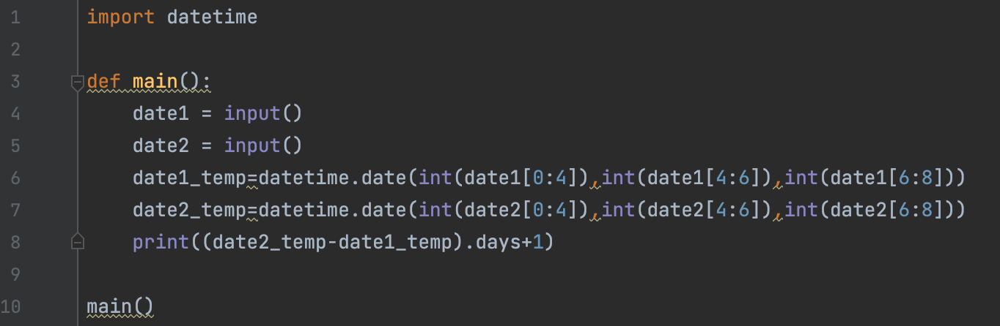 1 import datetime
2
3 def main():
4     date1 = input()
5     date2 = input()
6     date1_temp=datetime.date(int(date1[0:4]),int(date1[4:6]),int(date1[6:8]))
7     date2_temp=datetime.date(int(date2[0:4]),int(date2[4:6]),int(date2[6:8]))
8     print((date2_temp-date1_temp).days+1)
9
10 main()